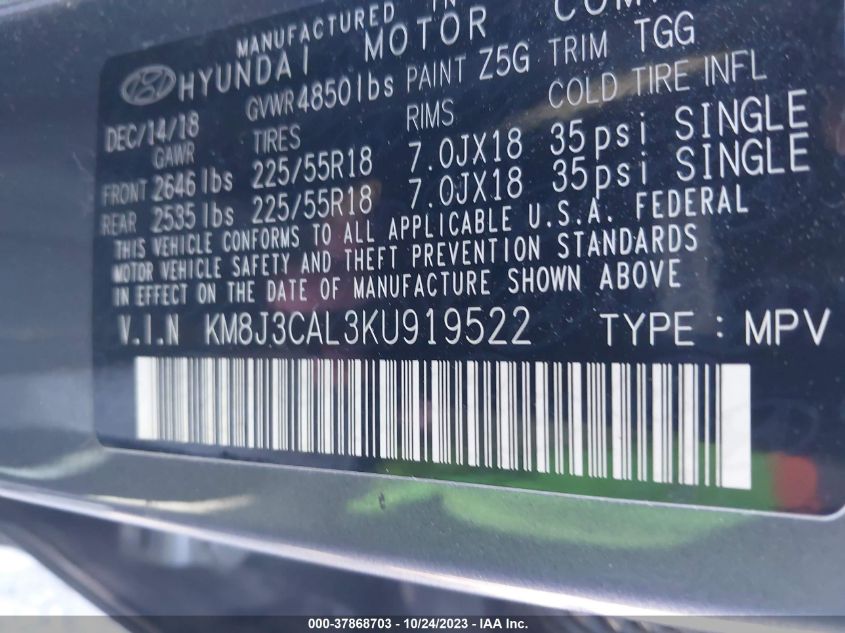 MANUFACTURED IN
HYUNDAI MOTOR
DEC/14/18 GVWR 4850lbs PAINT Z5G TRIM TGG
GAWR TIRES RIMS COLD TIRE INFL
FRONT 2646lbs 225/55R18 7.0JX18 35psi SINGLE
REAR 2535lbs 225/55R18 7.0JX18 35psi SINGLE
THIS VEHICLE CONFORMS TO ALL APPLICABLE U.S.A. FEDERAL
MOTOR VEHICLE SAFETY AND THEFT PREVENTION STANDARDS
IN EFFECT ON THE DATE OF MANUFACTURE SHOWN ABOVE
V.I.N KM8J3CAL3KU919522 TYPE : MPV
000-37868703 - 10/24/2023 - IAA Inc.